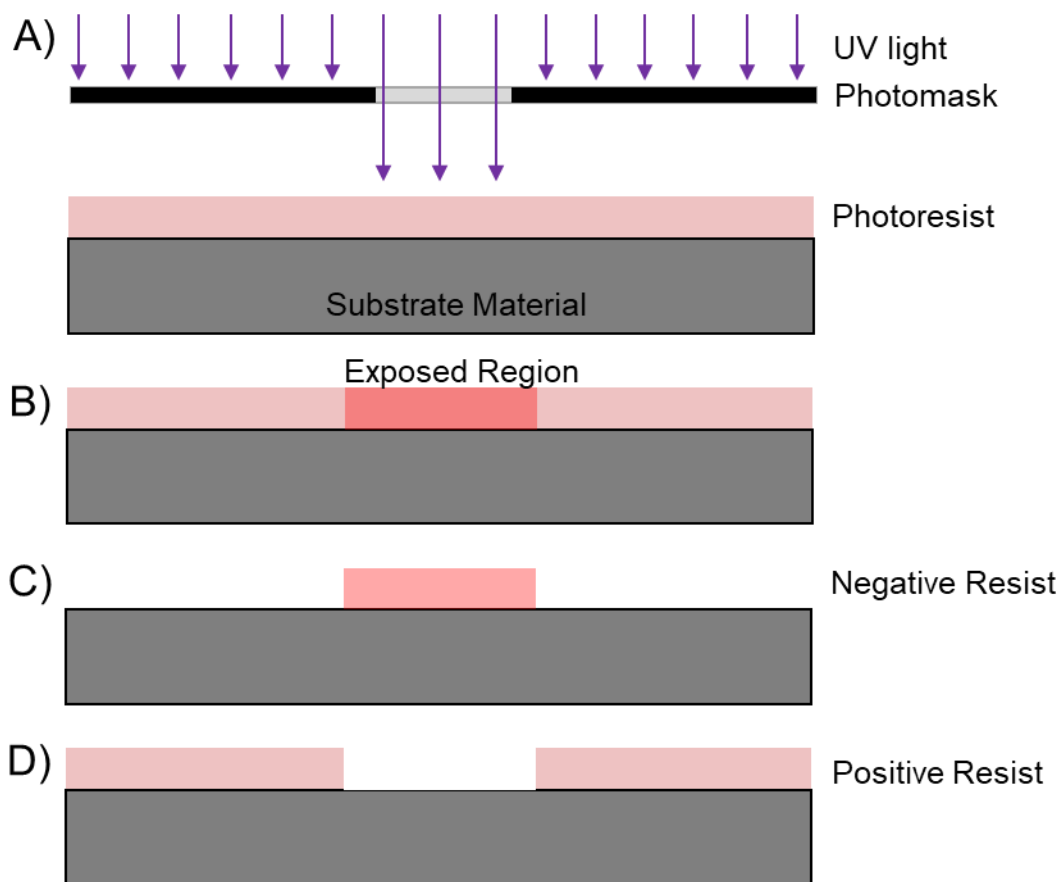 A)
UV light
Photomask
Photoresist
Substrate Material
Exposed Region
B)
C)
Negative Resist
D)
Positive Resist